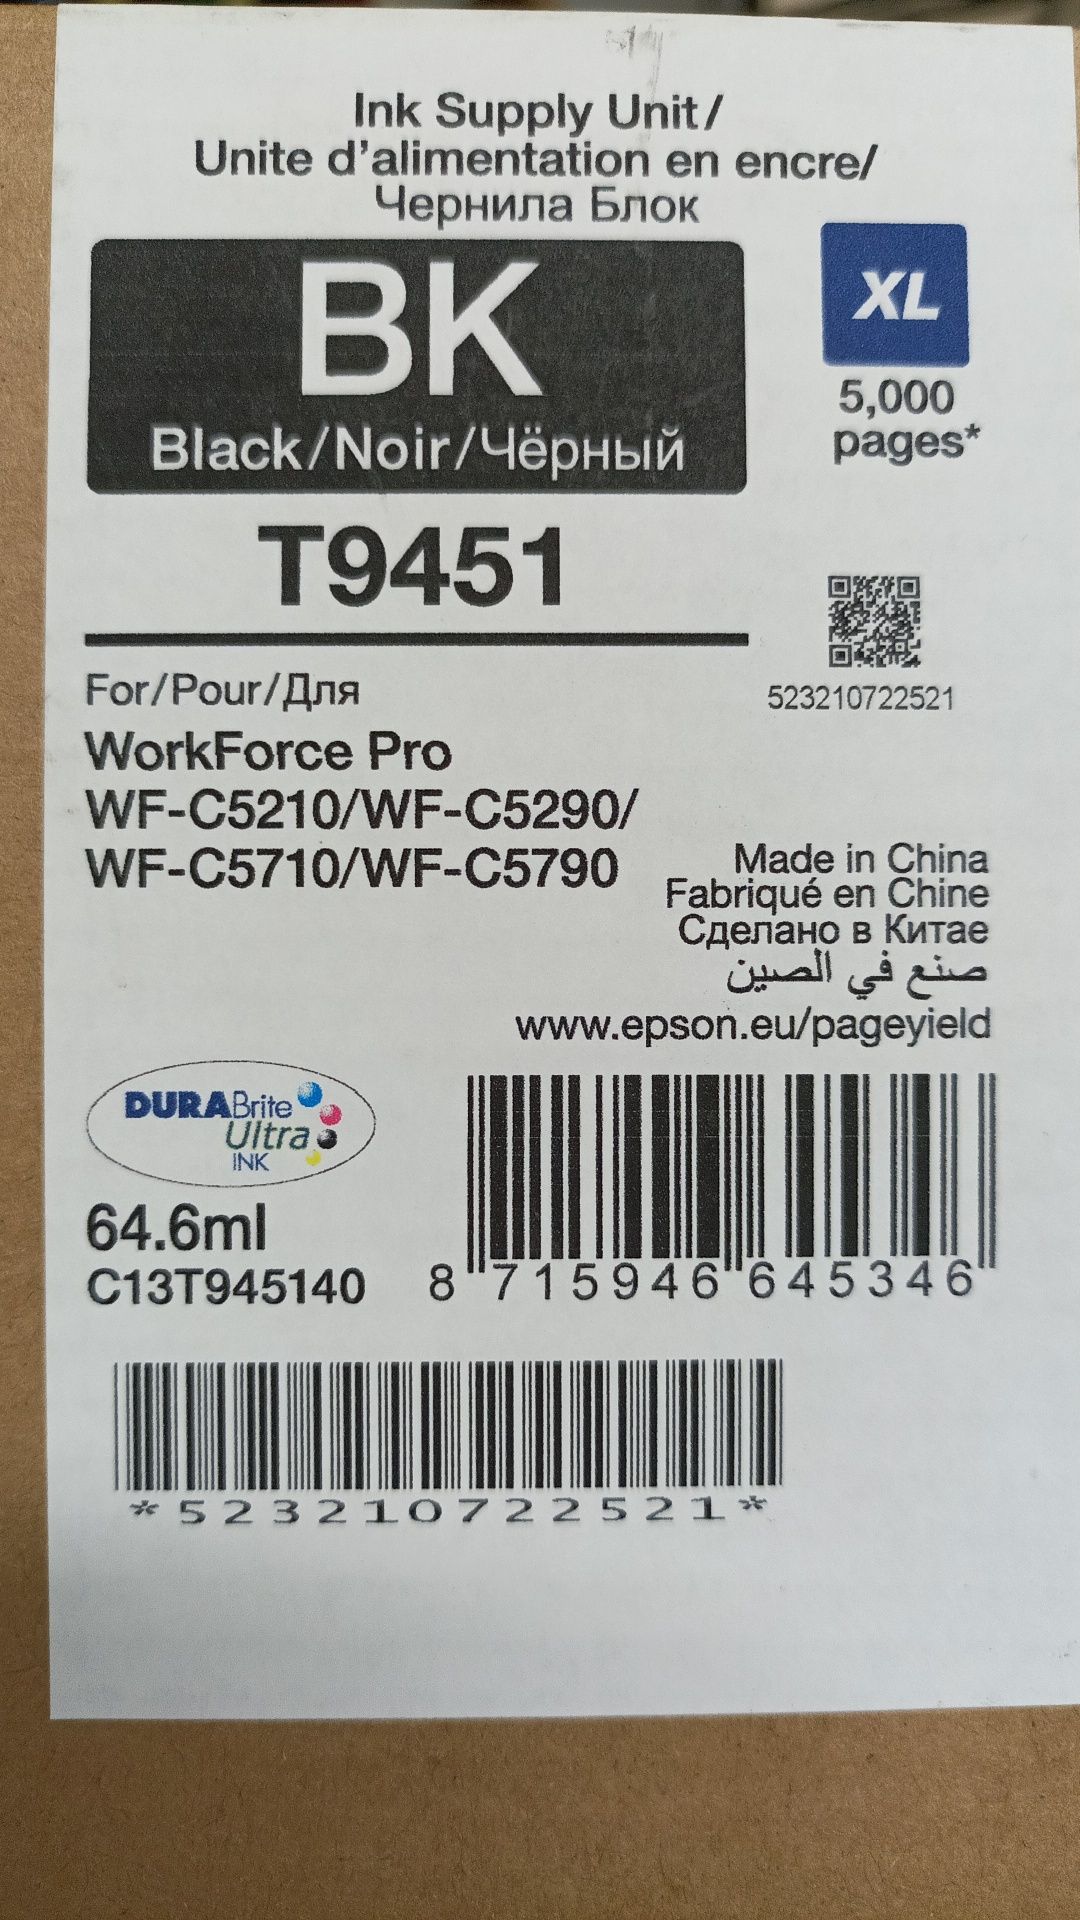 Ink Supply Unit/
Unite d'alimentation en encre/
Чернила Блок
BK
Black/Noir/Чёрный
XL
5,000
pages*
T9451
523210722521
For/Pour/Для
WorkForce Pro
WF-C5210/WF-C5290/
WF-C5710/WF-C5790
Made in China
Fabriqué en Chine
Сделано в Китае
صنع في الصين
www.epson.eu/pageyield
DURABrite
Ultra
INK
64.6ml
C13T945140
8 715946 645346
*523210722521*